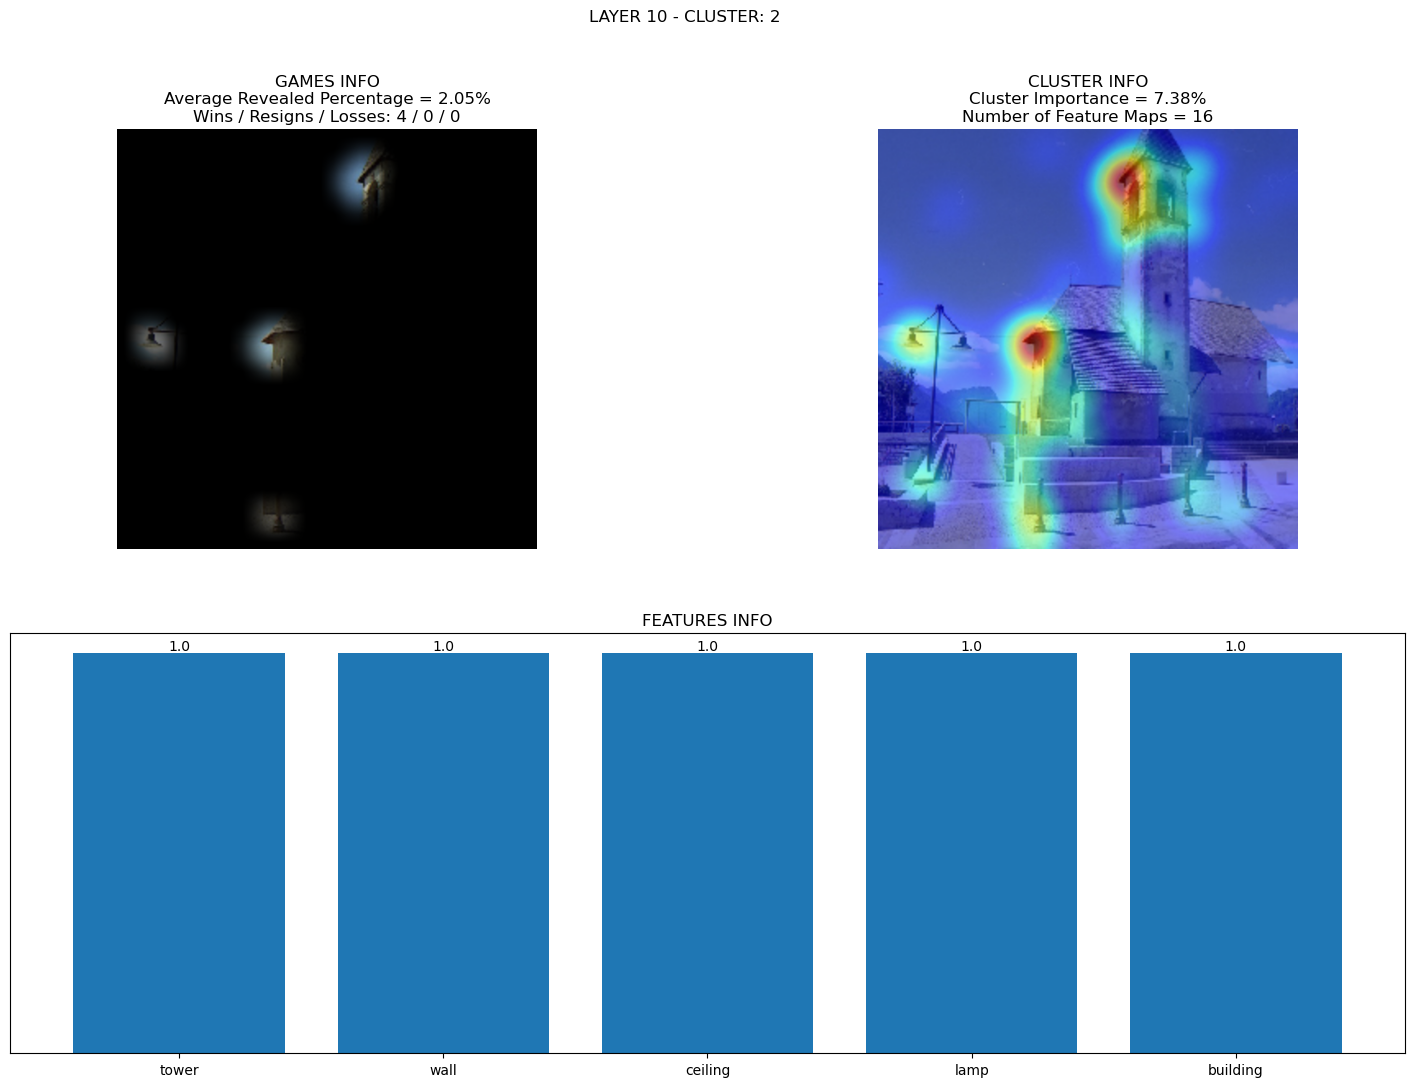 LAYER 10 - CLUSTER: 2
GAMES INFO
Average Revealed Percentage = 2.05%
Wins / Resigns / Losses: 4 / 0 / 0
CLUSTER INFO
Cluster Importance = 7.38%
Number of Feature Maps = 16
FEATURES INFO
1.0 1.0 1.0 1.0 1.0
tower wall ceiling lamp building